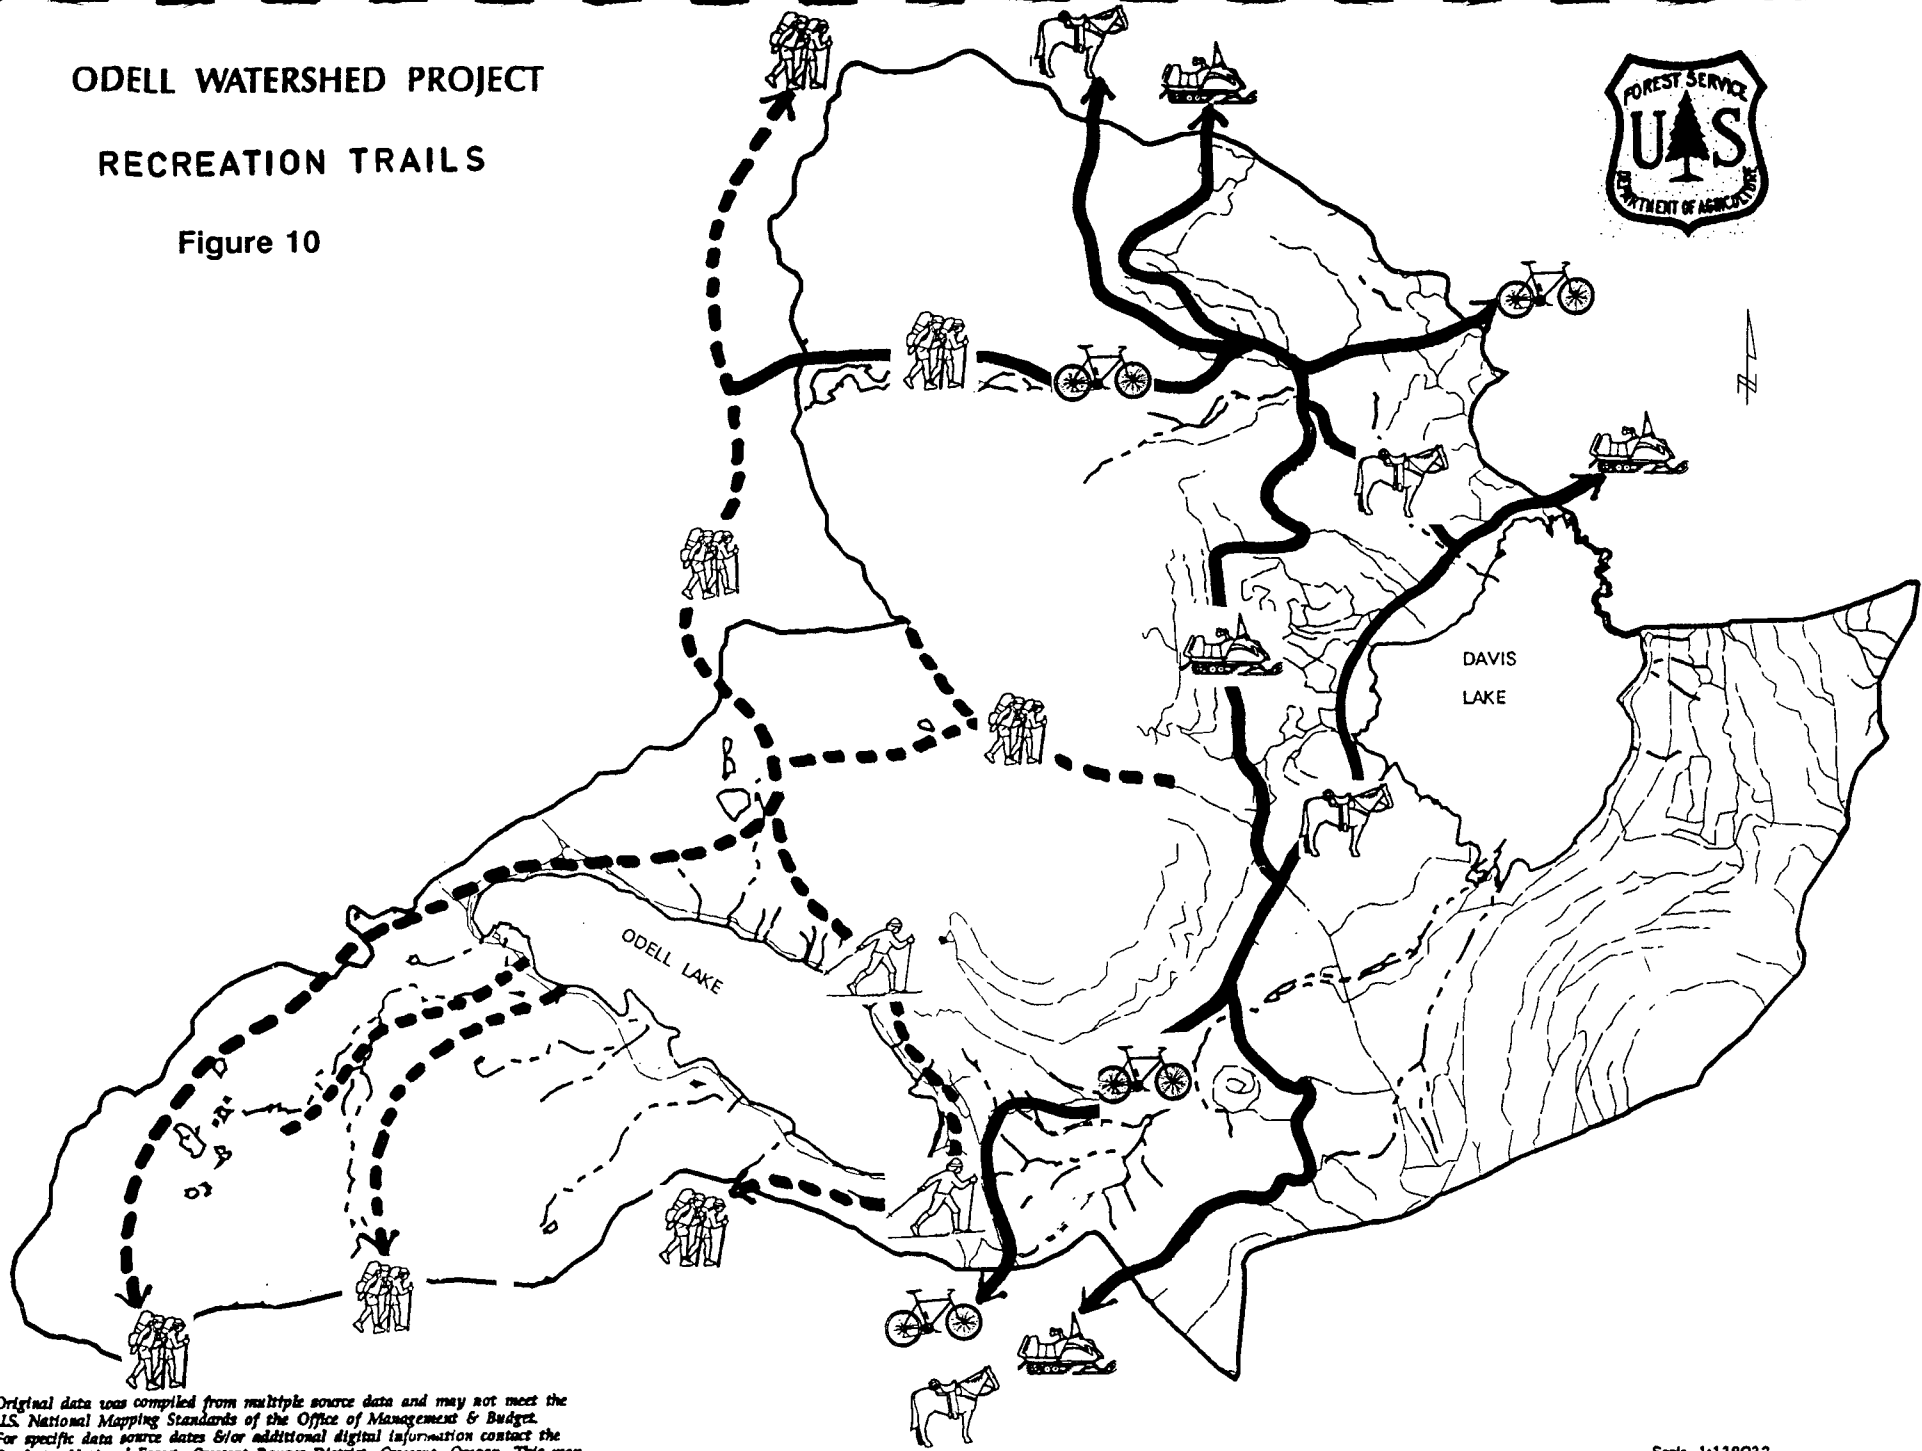 ODELL WATERSHED PROJECT
RECREATION TRAILS
Figure 10
FOREST SERVICE
U S
DEPARTMENT OF AGRICULTURE
N
DAVIS
LAKE
ODELL LAKE
Original data was compiled from multiple source data and may not meet the
U.S. National Mapping Standards of the Office of Management & Budget.
For specific data source dates &/or additional digital information contact the